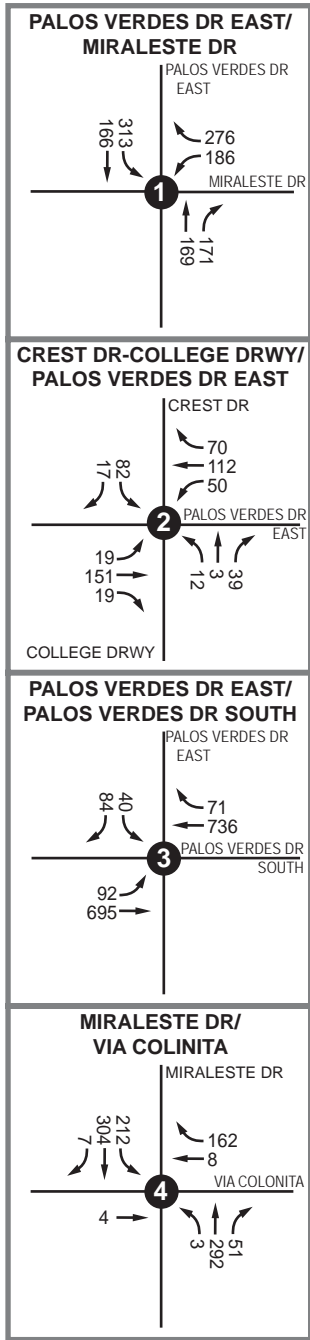 PALOS VERDES DR EAST/
MIRALESTE DR
PALOS VERDES DR
EAST
313
166
276
186
MIRALESTE DR
1
169
171
CREST DR-COLLEGE DRWY/
PALOS VERDES DR EAST
CREST DR
70
112
50
82
17
PALOS VERDES DR
EAST
2
19
151
19
12
3
39
COLLEGE DRWY
PALOS VERDES DR EAST/
PALOS VERDES DR SOUTH
PALOS VERDES DR
EAST
40
84
71
736
PALOS VERDES DR
SOUTH
3
92
695
MIRALESTE DR/
VIA COLINITA
MIRALESTE DR
212
304
7
162
8
VIA COLONITA
4
4
3
292
51